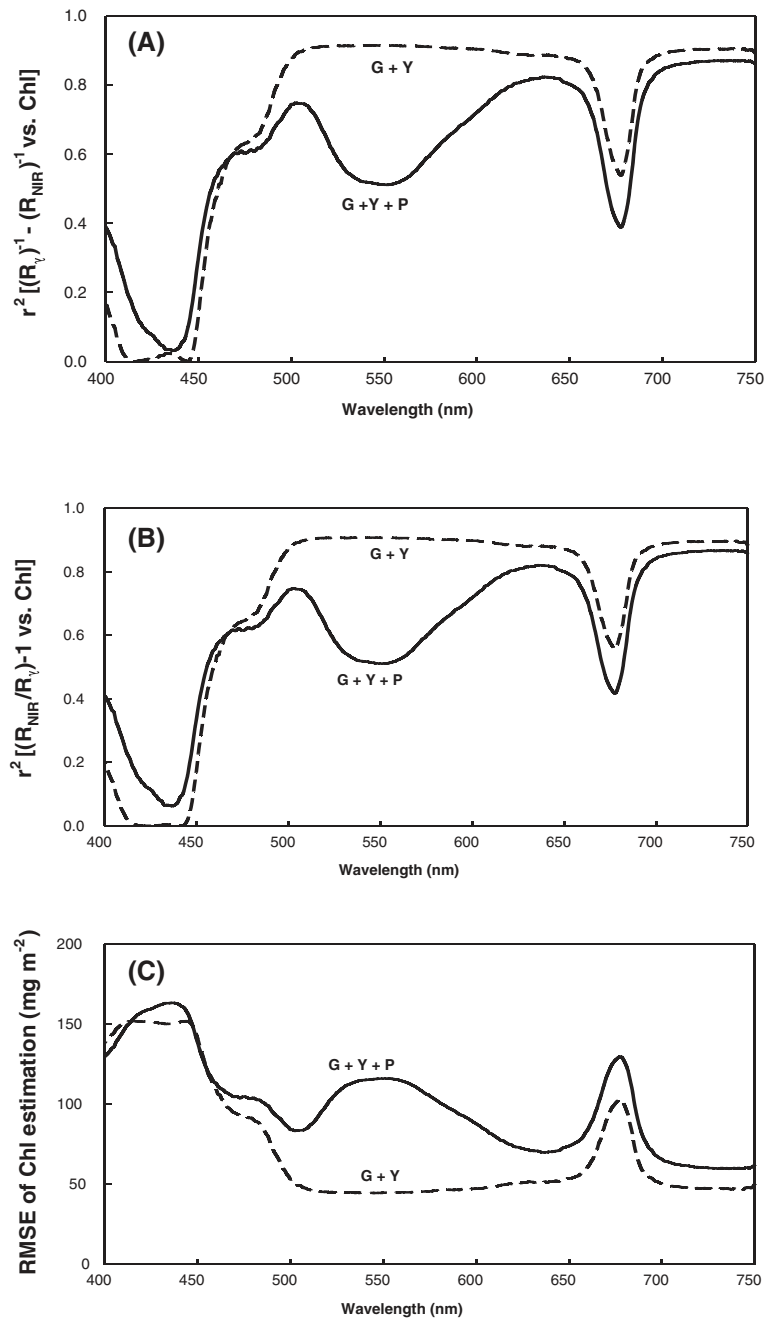 (A)
r² [(Rγ)⁻¹ - (R_NIR)⁻¹ vs. Chl]
1.0
0.8
0.6
0.4
0.2
0.0
G + Y
G +Y + P
400 450 500 550 600 650 700 750
Wavelength (nm)
(B)
r² [(R_NIR/Rγ)-1 vs. Chl]
1.0
0.8
0.6
0.4
0.2
0.0
G + Y
G + Y + P
400 450 500 550 600 650 700 750
Wavelength (nm)
(C)
RMSE of Chl estimation (mg m⁻²)
200
150
100
50
0
G + Y + P
G + Y
400 450 500 550 600 650 700 750
Wavelength (nm)